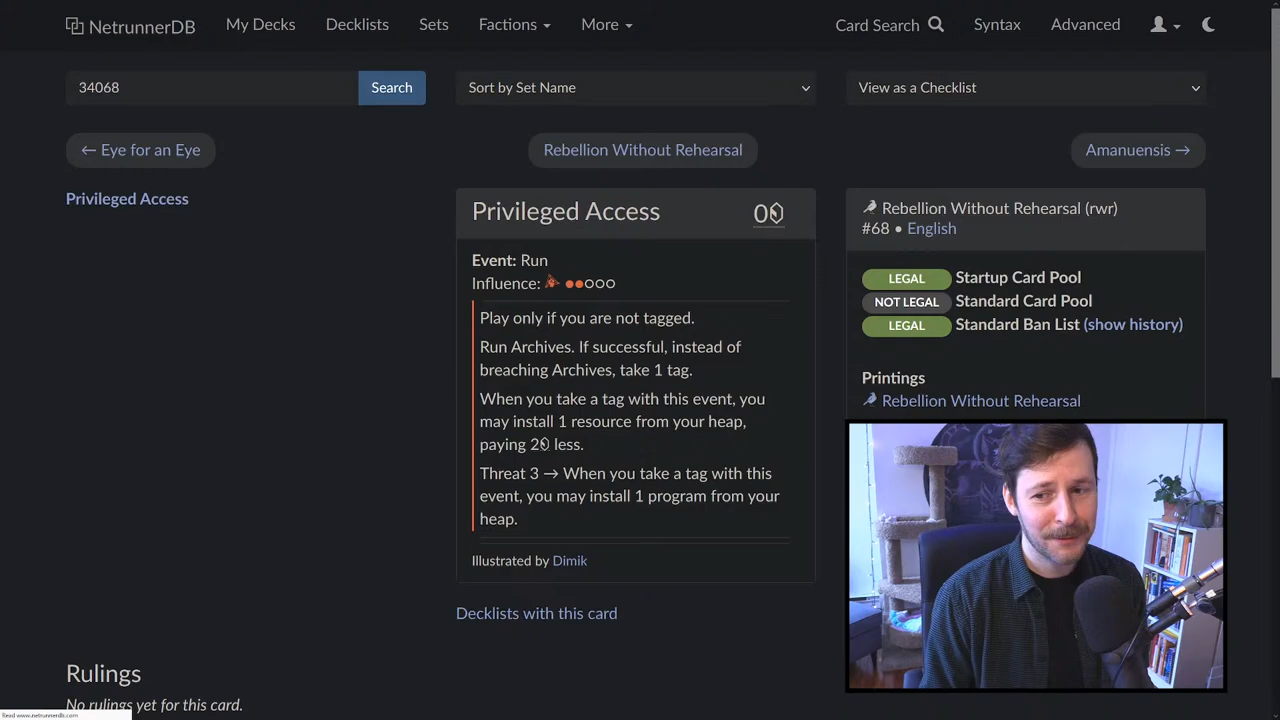 NetrunnerDB My Decks Decklists Sets Factions More Card Search Syntax Advanced
34068 Search Sort by Set Name View as a Checklist
← Eye for an Eye Rebellion Without Rehearsal Amanuensis →
Privileged Access
Privileged Access 0
Event: Run
Influence:
Play only if you are not tagged.
Run Archives. If successful, instead of
breaching Archives, take 1 tag.
When you take a tag with this event, you
may install 1 resource from your heap,
paying 2 less.
Threat 3 → When you take a tag with this
event, you may install 1 program from your
heap.
Illustrated by Dimik
Decklists with this card
Rebellion Without Rehearsal (rwr)
#68 • English
LEGAL Startup Card Pool
NOT LEGAL Standard Card Pool
LEGAL Standard Ban List (show history)
Printings
Rebellion Without Rehearsal
Rulings
No rulings yet for this card.
Read www.netrunnerdb.com